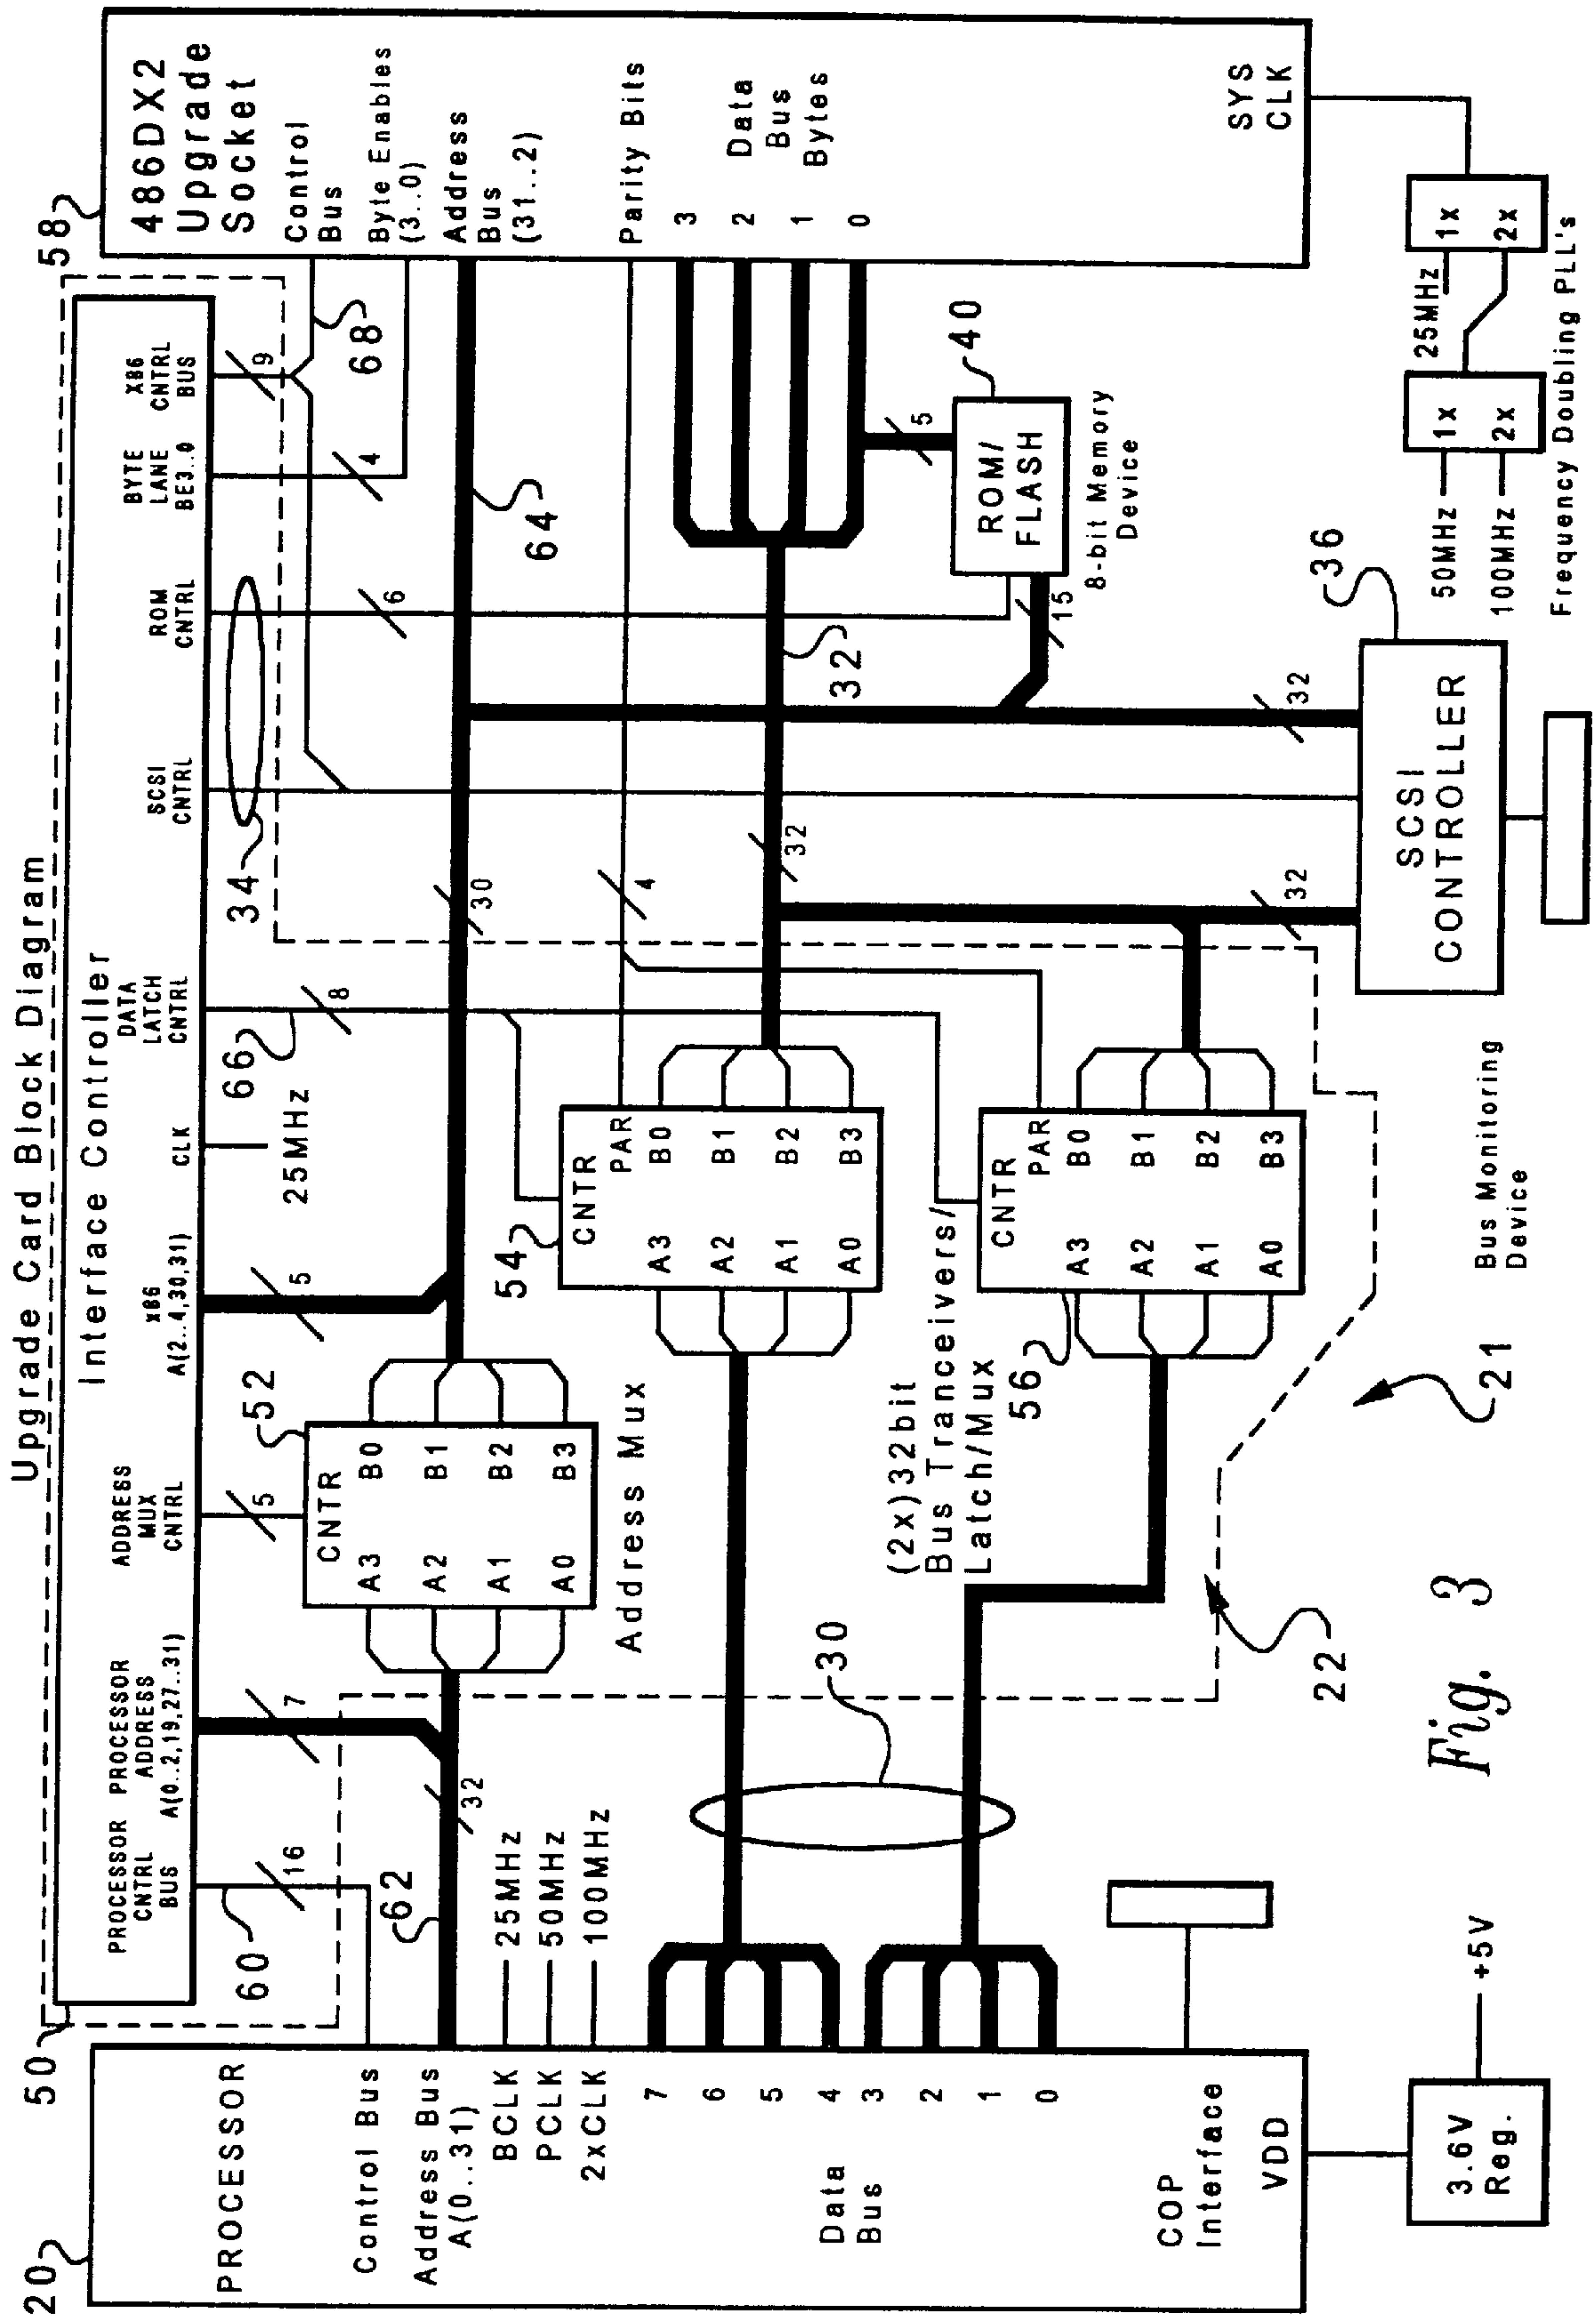 Upgrade Card Block Diagram
50
Interface Controller
PROCESSOR
CNTRL
BUS
PROCESSOR
ADDRESS
A(0..2,19,27..31)
ADDRESS
MUX
CNTRL
x86
A(2..4,30,31)
CLK
DATA
LATCH
CNTRL
SCSI
CNTRL
ROM
CNTRL
BYTE
LANE
BE3..0
X86
CNTRL
BUS
60
16
7
5
5
25MHz
66
8
34
6
4
9
68
20
PROCESSOR
Control Bus
Address Bus
A(0...31)
BCLK
PCLK
2xCLK
25MHz
50MHz
100MHz
7
6
5
4
3
2
1
0
Data
Bus
COP
Interface
VDD
3.6V
Reg.
+5V
62
32
30
52
CNTR
A3
A2
A1
A0
B0
B1
B2
B3
Address Mux
30
64
54
CNTR
PAR
A3
A2
A1
A0
B0
B1
B2
B3
4
32
32
(2x)32bit
Bus Tranceivers/
Latch/Mux
56
CNTR
PAR
A3
A2
A1
A0
B0
B1
B2
B3
22
21
Bus Monitoring
Device
32
32
36
SCSI
CONTROLLER
15
5
40
ROM/
FLASH
8-bit Memory
Device
58
486DX2
Upgrade
Socket
Control
Bus
Byte Enables
(3..0)
Address
Bus
(31..2)
Parity Bits
3
2
1
0
Data
Bus
Bytes
SYS
CLK
50MHz
100MHz
1x
2x
25MHz
1x
2x
Frequency Doubling PLL's
Fig. 3